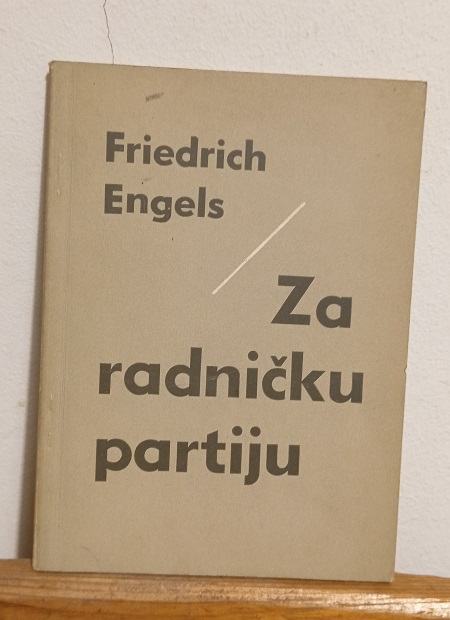 Friedrich
Engels
Za
radničku
partiju